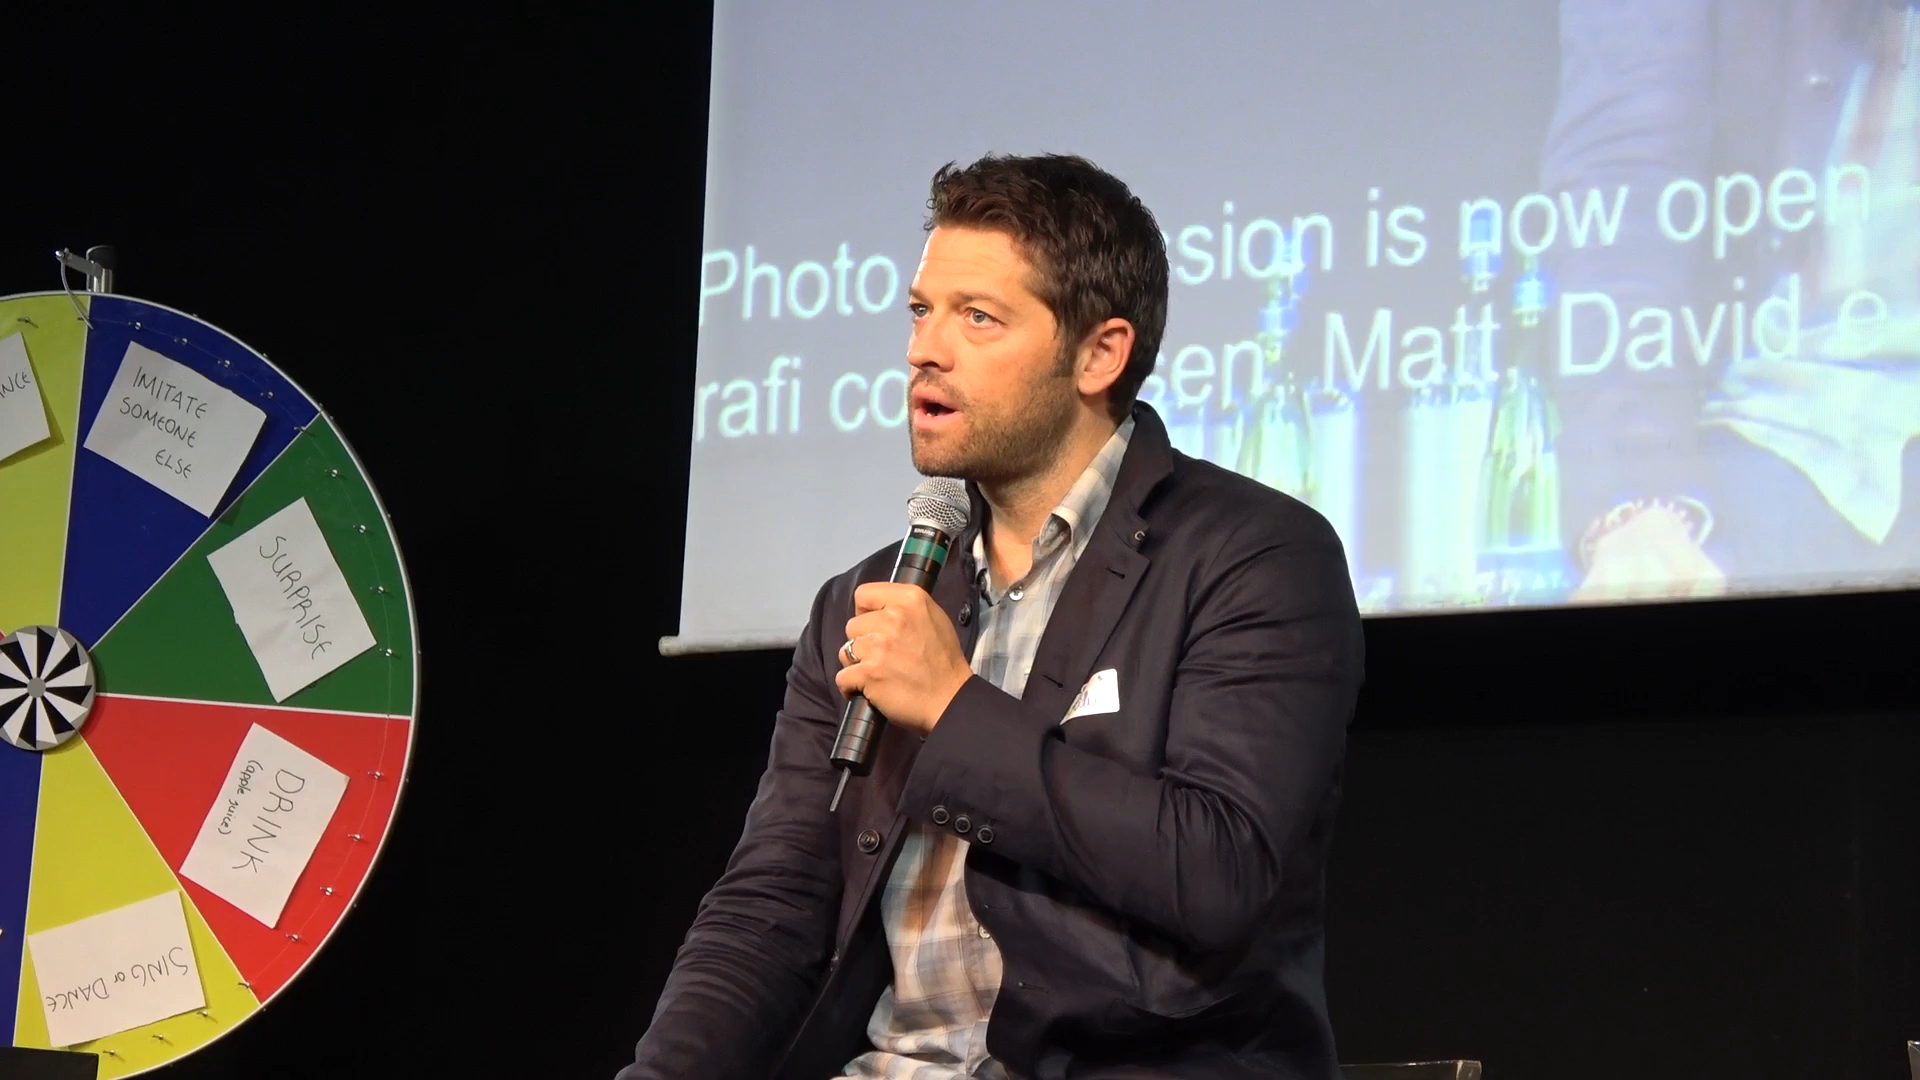 Photo ssion is now open
rafi co sen, Matt, David e
IMITATE
SOMEONE
ELSE
SURPRISE
DRINK
(apple juice)
SING or DANCE